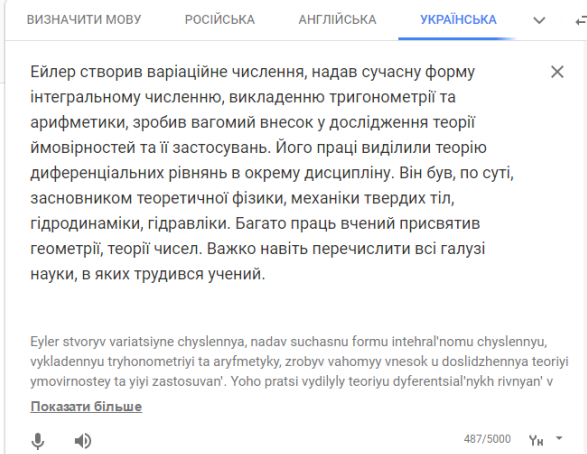 ВИЗНАЧИТИ МОВУ РОСІЙСЬКА АНГЛІЙСЬКА УКРАЇНСЬКА
Ейлер створив варіаційне числення, надав сучасну форму
інтегральному численню, викладенню тригонометрії та
арифметики, зробив вагомий внесок у дослідження теорії
ймовірностей та її застосувань. Його праці виділили теорію
диференціальних рівнянь в окрему дисципліну. Він був, по суті,
засновником теоретичної фізики, механіки твердих тіл,
гідродинаміки, гідравліки. Багато праць вчений присвятив
геометрії, теорії чисел. Важко навіть перечислити всі галузі
науки, в яких трудився учений.
Eyler stvoryv variatsiyne chyslennya, nadav suchasnu formu intehral'nomu chyslennyu,
vykladennyu tryhonometriyi ta aryfmetyky, zrobyv vahomyy vnesok u doslidzhennya teoriyi
ymovirnostey ta yiyi zastosuvan'. Yoho pratsi vydilyly teoriyu dyferentsial'nykh rivnyan' v
Показати більше
487/5000 Ун